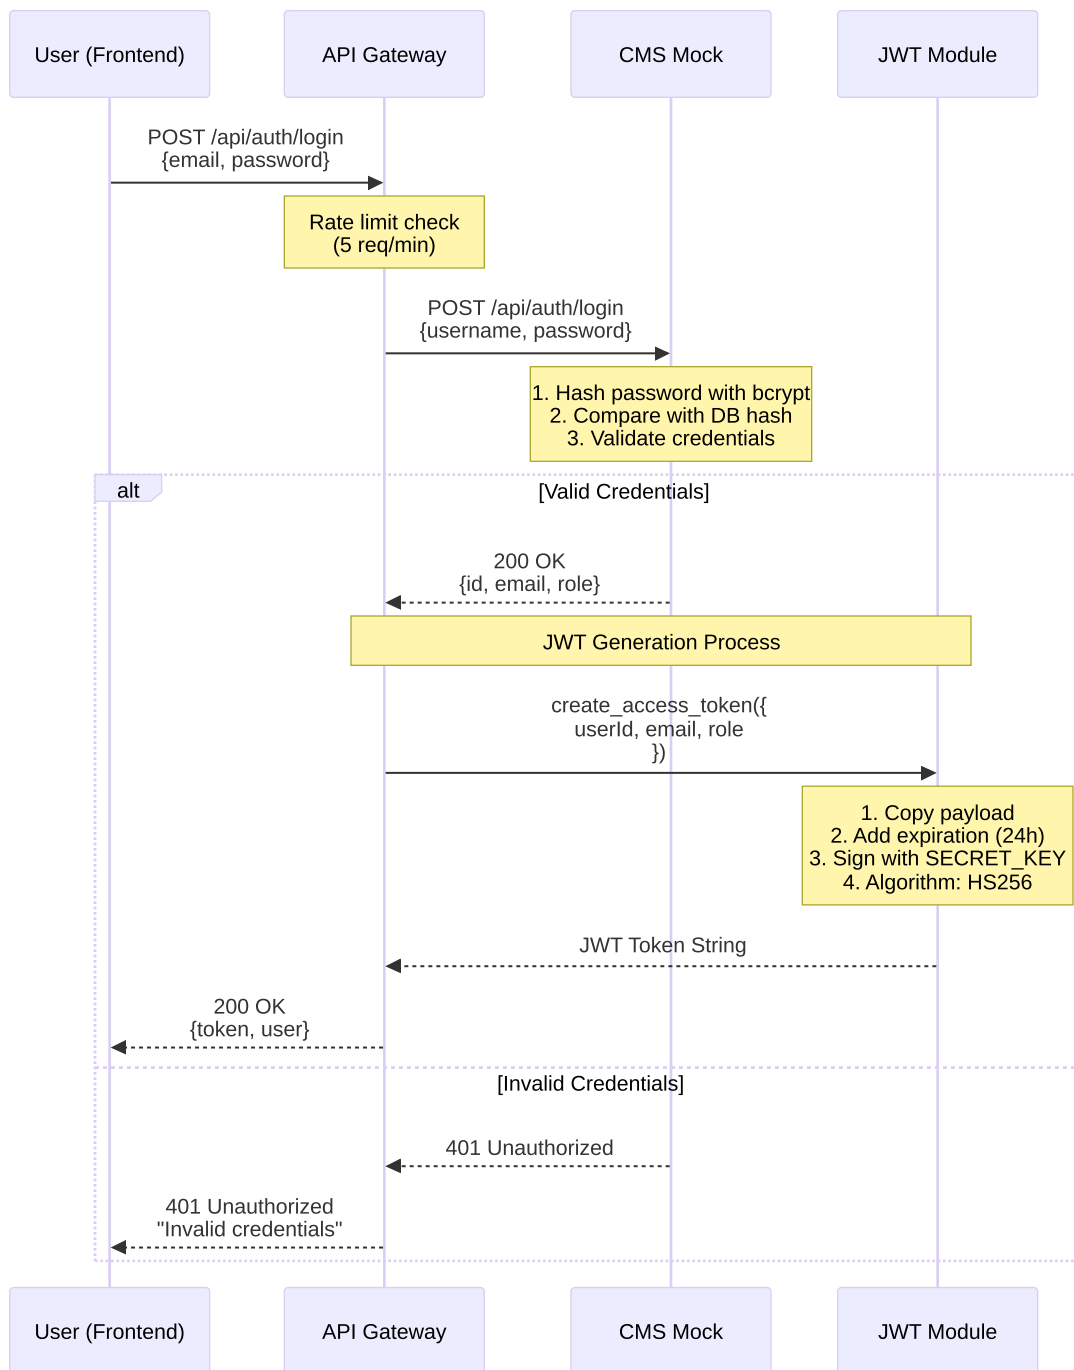 User (Frontend)
API Gateway
CMS Mock
JWT Module
POST /api/auth/login
{email, password}
Rate limit check
(5 req/min)
POST /api/auth/login
{username, password}
1. Hash password with bcrypt
2. Compare with DB hash
3. Validate credentials
alt
[Valid Credentials]
200 OK
{id, email, role}
JWT Generation Process
create_access_token({
userId, email, role
})
1. Copy payload
2. Add expiration (24h)
3. Sign with SECRET_KEY
4. Algorithm: HS256
JWT Token String
200 OK
{token, user}
[Invalid Credentials]
401 Unauthorized
401 Unauthorized
"Invalid credentials"
User (Frontend)
API Gateway
CMS Mock
JWT Module